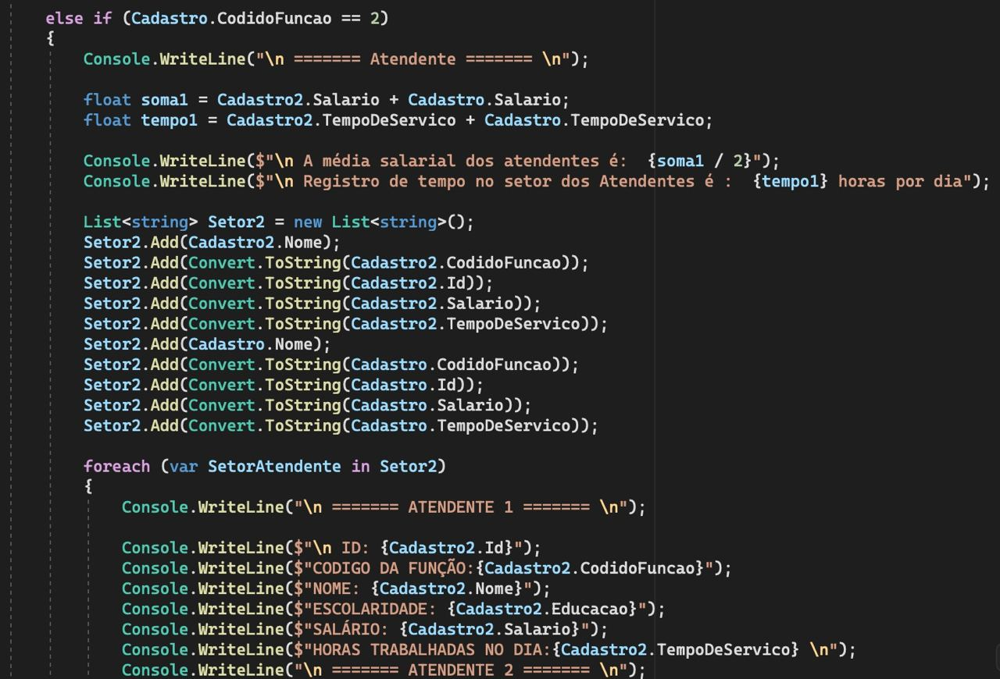 else if (Cadastro.CodidoFuncao == 2)
{
Console.WriteLine("\n ======= Atendente ======= \n");
float soma1 = Cadastro2.Salario + Cadastro.Salario;
float tempo1 = Cadastro2.TempoDeServico + Cadastro.TempoDeServico;
Console.WriteLine($"\n A média salarial dos atendentes é:  {soma1 / 2}");
Console.WriteLine($"\n Registro de tempo no setor dos Atendentes é :  {tempo1} horas por dia");
List<string> Setor2 = new List<string>();
Setor2.Add(Cadastro2.Nome);
Setor2.Add(Convert.ToString(Cadastro2.CodidoFuncao));
Setor2.Add(Convert.ToString(Cadastro2.Id));
Setor2.Add(Convert.ToString(Cadastro2.Salario));
Setor2.Add(Convert.ToString(Cadastro2.TempoDeServico));
Setor2.Add(Cadastro.Nome);
Setor2.Add(Convert.ToString(Cadastro.CodidoFuncao));
Setor2.Add(Convert.ToString(Cadastro.Id));
Setor2.Add(Convert.ToString(Cadastro.Salario));
Setor2.Add(Convert.ToString(Cadastro.TempoDeServico));
foreach (var SetorAtendente in Setor2)
{
Console.WriteLine("\n ======= ATENDENTE 1 ======= \n");
Console.WriteLine($"\n ID: {Cadastro2.Id}");
Console.WriteLine($"CODIGO DA FUNÇÃO:{Cadastro2.CodidoFuncao}");
Console.WriteLine($"NOME: {Cadastro2.Nome}");
Console.WriteLine($"ESCOLARIDADE: {Cadastro2.Educacao}");
Console.WriteLine($"SALÁRIO: {Cadastro2.Salario}");
Console.WriteLine($"HORAS TRABALHADAS NO DIA:{Cadastro2.TempoDeServico} \n");
Console.WriteLine("\n ======= ATENDENTE 2 ======= \n");